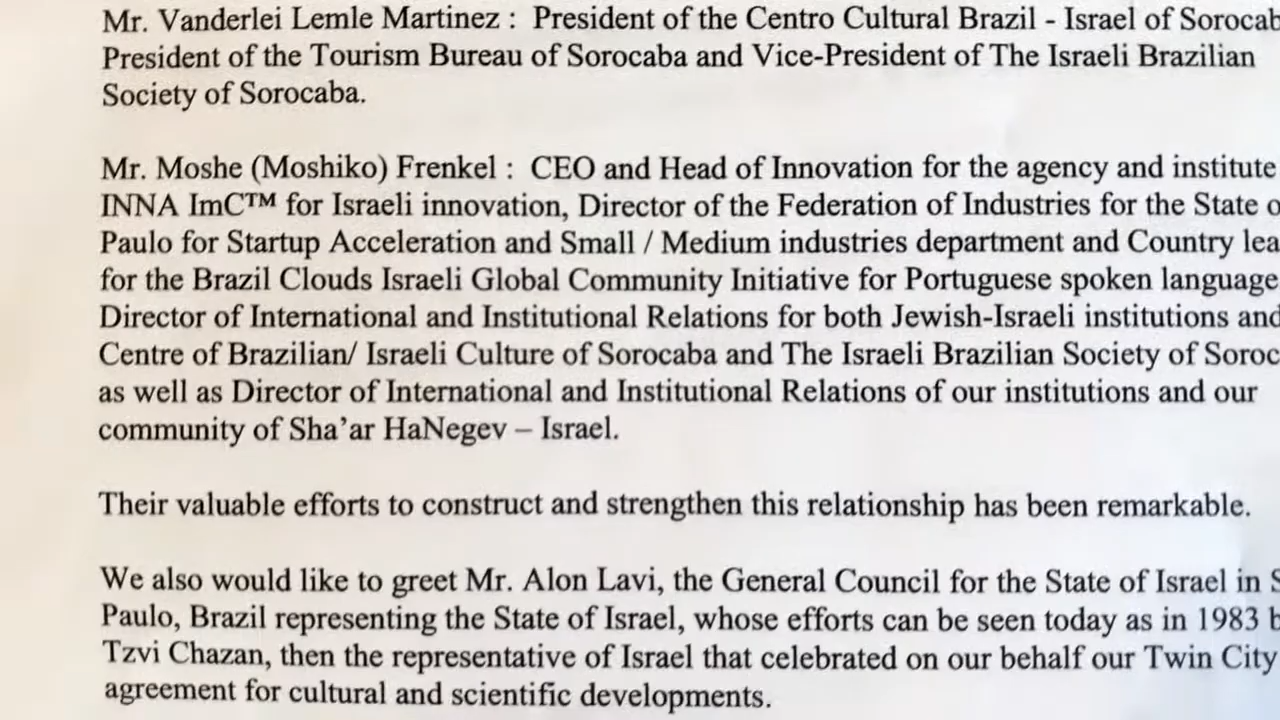 Mr. Vanderlei Lemle Martinez : President of the Centro Cultural Brazil - Israel of Sorocab
President of the Tourism Bureau of Sorocaba and Vice-President of The Israeli Brazilian
Society of Sorocaba.
Mr. Moshe (Moshiko) Frenkel : CEO and Head of Innovation for the agency and institute
INNA ImC™ for Israeli innovation, Director of the Federation of Industries for the State o
Paulo for Startup Acceleration and Small / Medium industries department and Country lea
for the Brazil Clouds Israeli Global Community Initiative for Portuguese spoken language
Director of International and Institutional Relations for both Jewish-Israeli institutions and
Centre of Brazilian/ Israeli Culture of Sorocaba and The Israeli Brazilian Society of Soroc
as well as Director of International and Institutional Relations of our institutions and our
community of Sha’ar HaNegev – Israel.
Their valuable efforts to construct and strengthen this relationship has been remarkable.
We also would like to greet Mr. Alon Lavi, the General Council for the State of Israel in S
Paulo, Brazil representing the State of Israel, whose efforts can be seen today as in 1983 b
Tzvi Chazan, then the representative of Israel that celebrated on our behalf our Twin City
agreement for cultural and scientific developments.